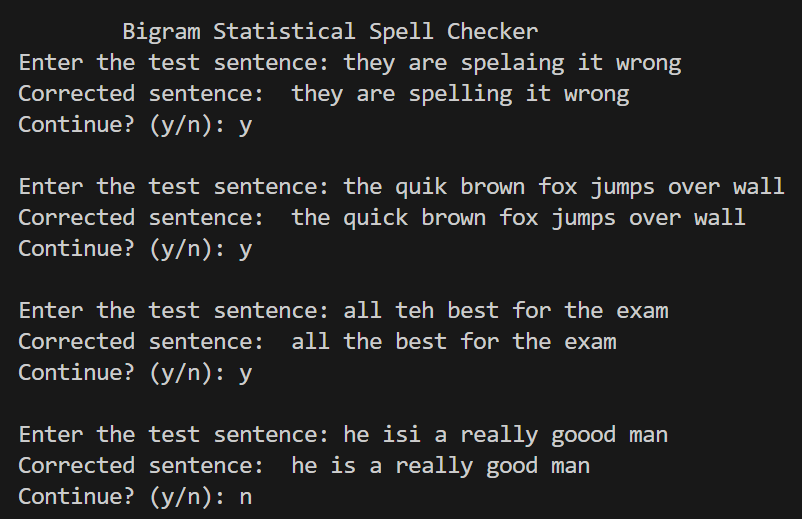 Bigram Statistical Spell Checker
Enter the test sentence: they are spelaing it wrong
Corrected sentence:  they are spelling it wrong
Continue? (y/n): y
Enter the test sentence: the quik brown fox jumps over wall
Corrected sentence:  the quick brown fox jumps over wall
Continue? (y/n): y
Enter the test sentence: all teh best for the exam
Corrected sentence:  all the best for the exam
Continue? (y/n): y
Enter the test sentence: he isi a really goood man
Corrected sentence:  he is a really good man
Continue? (y/n): n